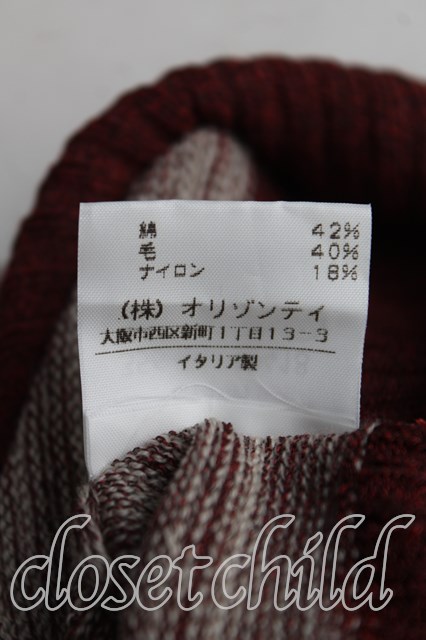 綿 42%
毛 40%
ナイロン 18%
(株) オリゾンティ
大阪市西区新町1丁目13-3
イタリア製
closetchild